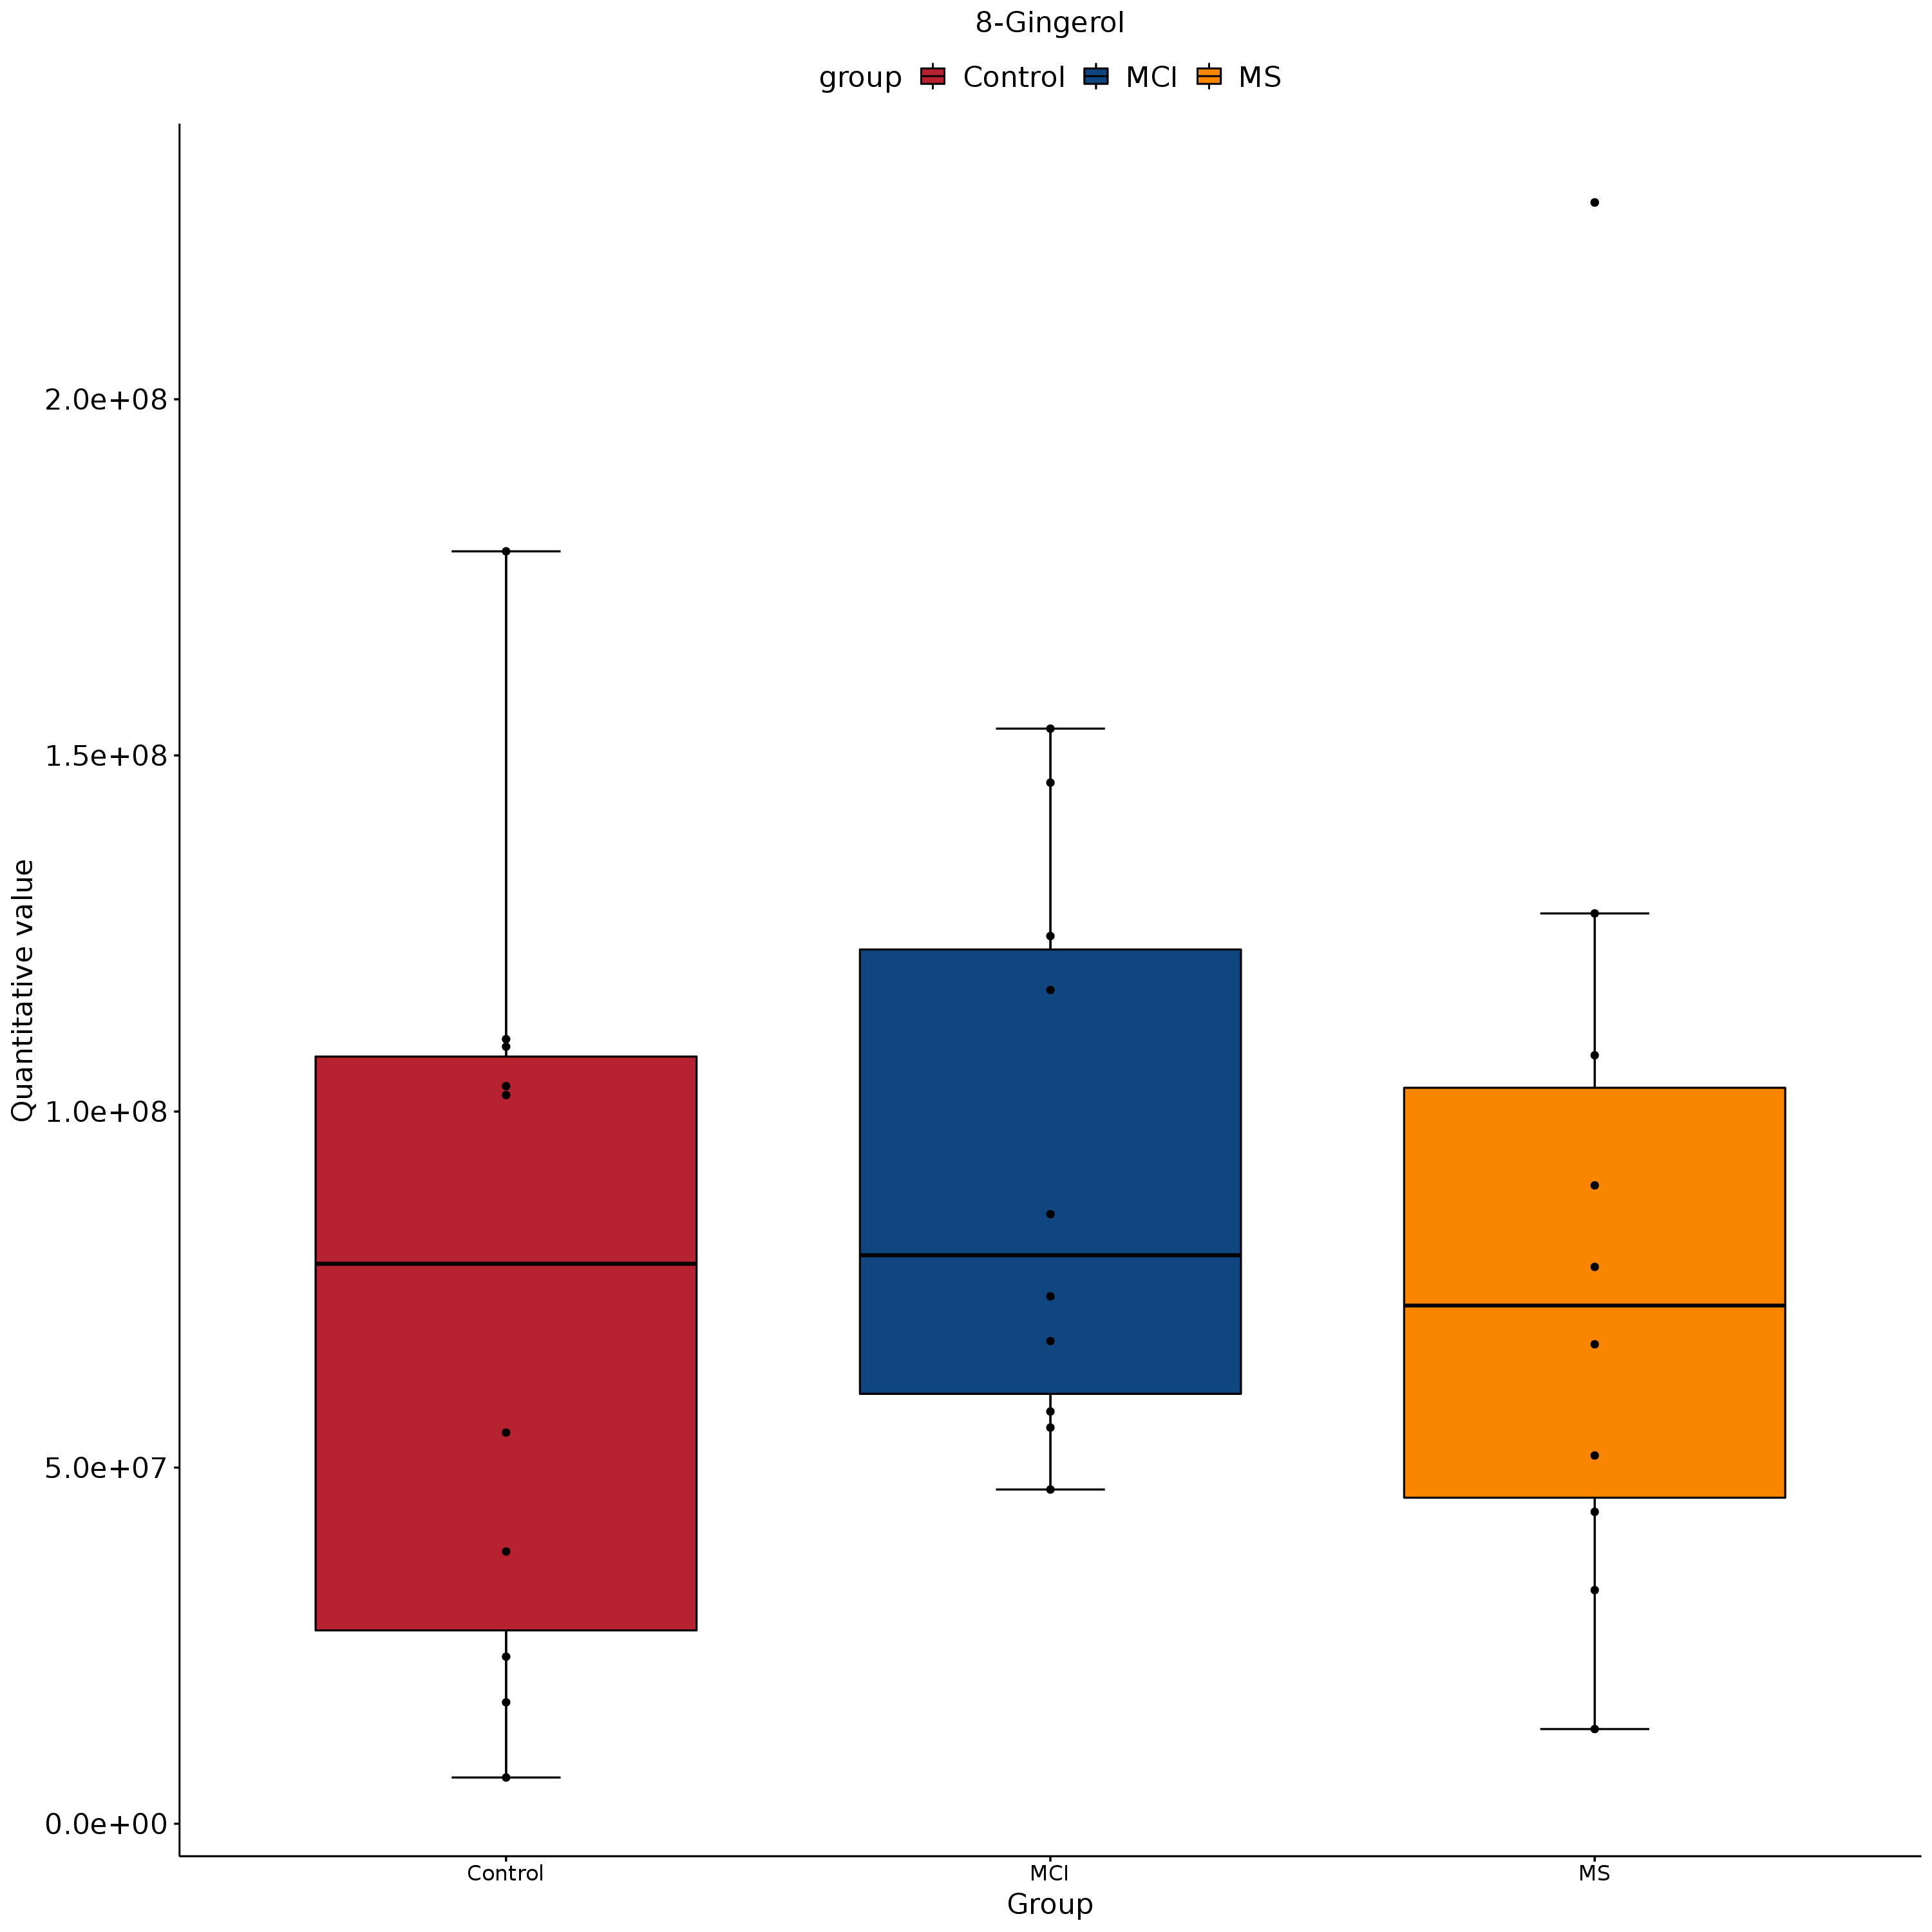 8-Gingerol
group Control MCI MS
2.0e+08
1.5e+08
1.0e+08
5.0e+07
0.0e+00
Quantitative value
Control MCI MS
Group